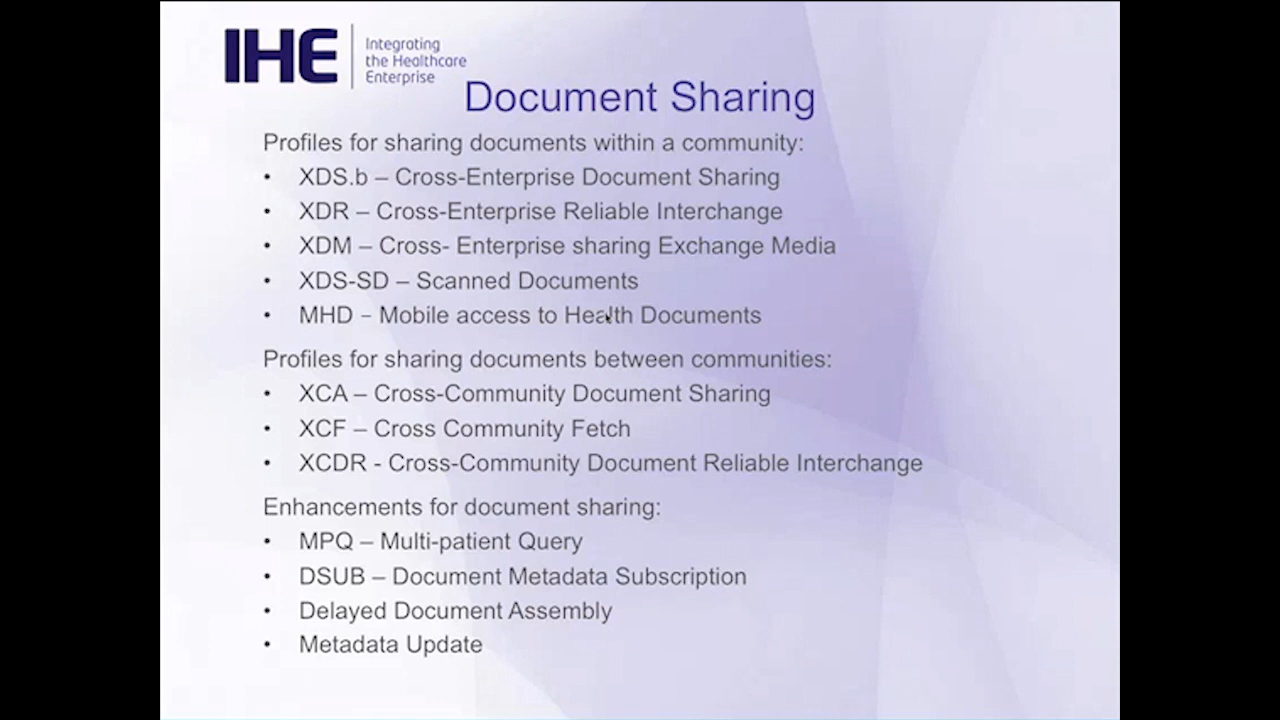 IHE
Integrating
the Healthcare
Enterprise
Document Sharing
Profiles for sharing documents within a community:
• XDS.b – Cross-Enterprise Document Sharing
• XDR – Cross-Enterprise Reliable Interchange
• XDM – Cross- Enterprise sharing Exchange Media
• XDS-SD – Scanned Documents
• MHD – Mobile access to Health Documents
Profiles for sharing documents between communities:
• XCA – Cross-Community Document Sharing
• XCF – Cross Community Fetch
• XCDR - Cross-Community Document Reliable Interchange
Enhancements for document sharing:
• MPQ – Multi-patient Query
• DSUB – Document Metadata Subscription
• Delayed Document Assembly
• Metadata Update